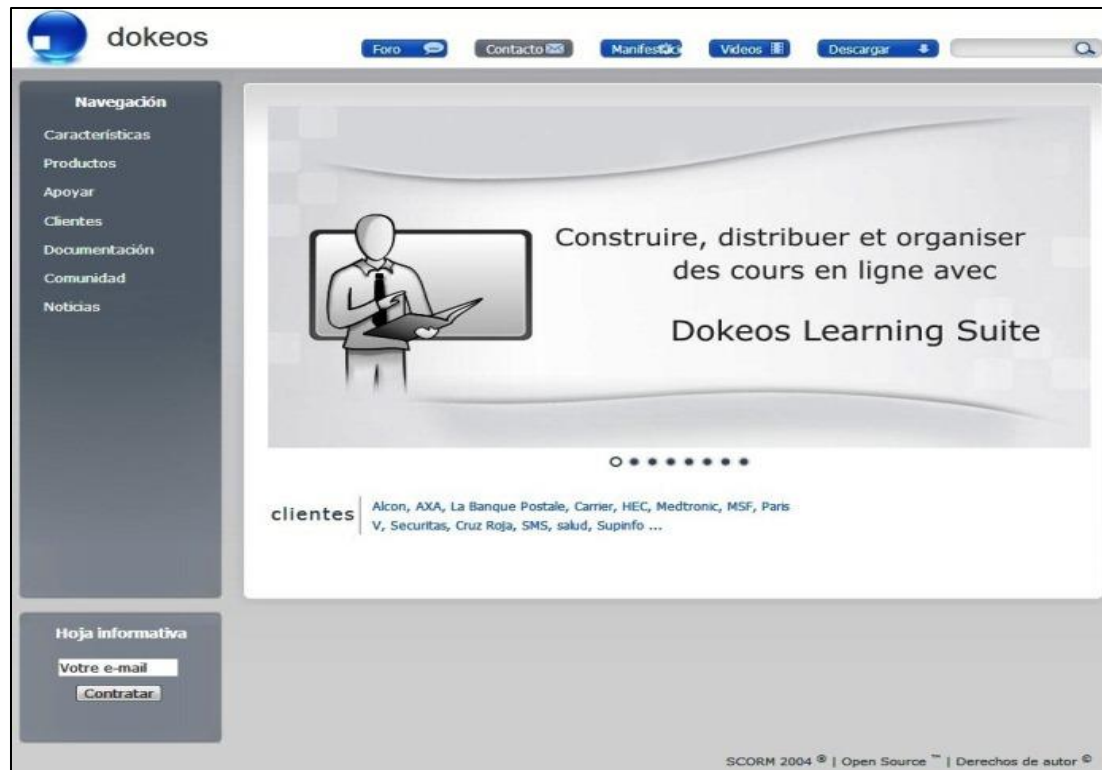 dokeos
Foro
Contacto
Videos
Descargar
Navegación
Características
Productos
Apoyar
Clientes
Documentación
Comunidad
Noticias
Construire, distribuer et organiser
des cours en ligne avec
Dokeos Learning Suite
clientes
Alcon, AXA, La Banque Postale, Carrier, HEC, Medtronic, MSF, Paris
V, Securitas, Cruz Roja, SMS, salud, Supinfo ...
Hoja informativa
Votre e-mail
Contratar
SCORM 2004 ® | Open Source ™ | Derechos de autor ©